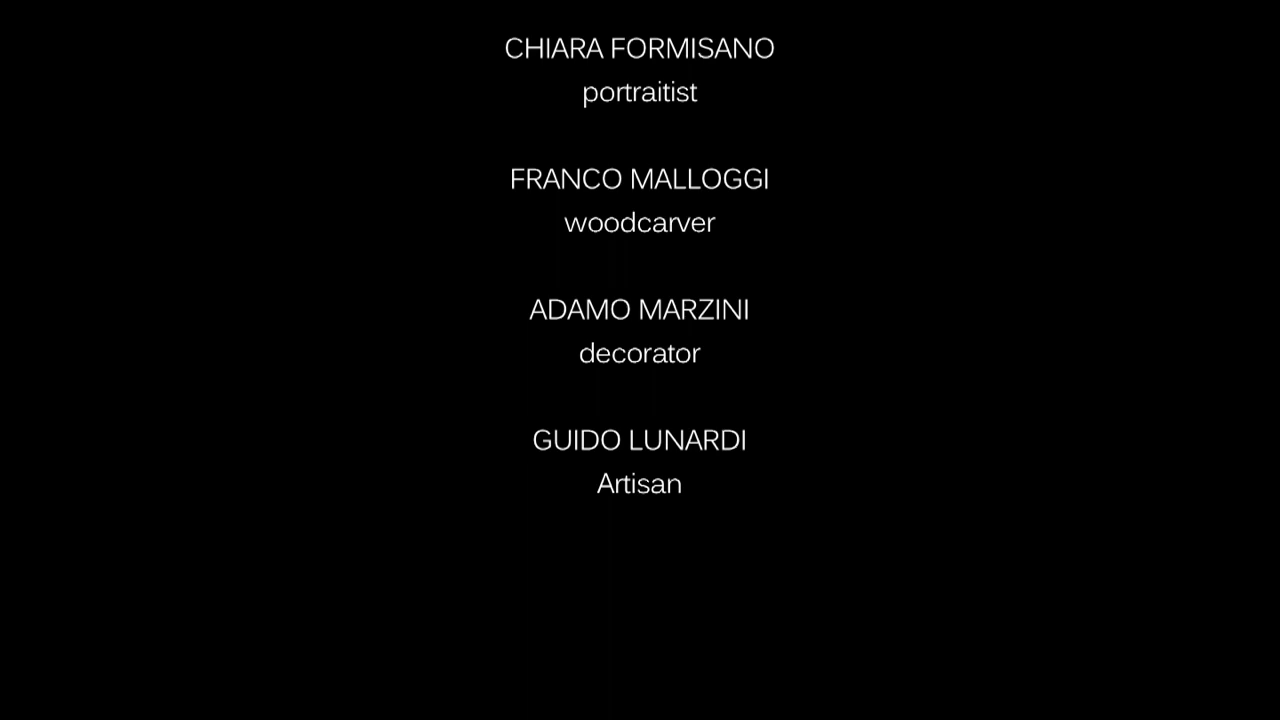 CHIARA FORMISANO
portraitist
FRANCO MALLOGGI
woodcarver
ADAMO MARZINI
decorator
GUIDO LUNARDI
Artisan